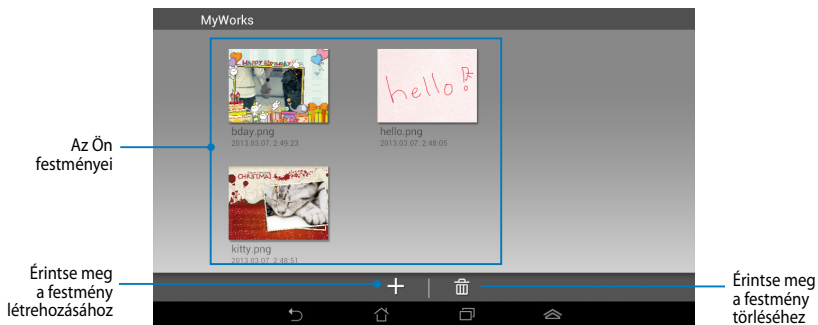 MyWorks
HAPPY BIRTHDAY
hello!
bday.png
hello.png
2013.03.07. 2:49:23
2013.03.07. 2:48:05
Az Ön
festményei
CHRISTMAS
kitty.png
2013.03.07. 2:48:51
Érintse meg
a festmény
létrehozásához
Érintse meg
a festmény
törléséhez